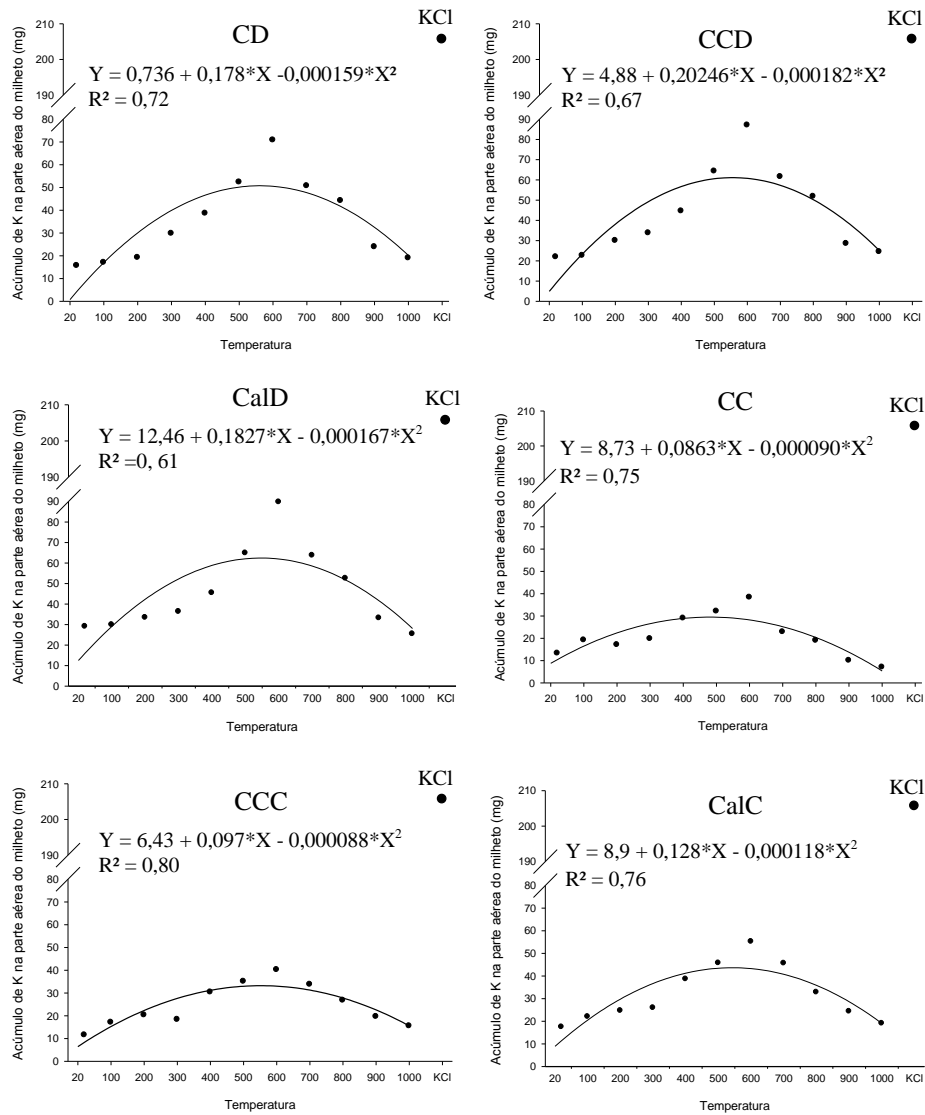 KCl
CD
Y = 0,736 + 0,178*X -0,000159*X²
R² = 0,72
Acúmulo de K na parte aérea do milheto (mg)
210
200
190
90
80
70
60
50
40
30
20
10
0
20 100 200 300 400 500 600 700 800 900 1000 KCl
Temperatura
KCl
CCD
Y = 4,88 + 0,20246*X - 0,000182*X²
R² = 0,67
Acúmulo de K na parte aérea do milheto (mg)
210
200
190
90
80
70
60
50
40
30
20
10
0
20 100 200 300 400 500 600 700 800 900 1000 KCl
Temperatura
KCl
CalD
Y = 12,46 + 0,1827*X - 0,000167*X²
R² =0, 61
Acúmulo de K na parte aérea do milheto (mg)
210
200
190
90
80
70
60
50
40
30
20
10
0
20 100 200 300 400 500 600 700 800 900 1000 KCl
Temperatura
KCl
CC
Y = 8,73 + 0,0863*X - 0,000090*X²
R² = 0,75
Acúmulo de K na parte aérea do milheto (mg)
210
200
190
80
70
60
50
40
30
20
10
0
20 100 200 300 400 500 600 700 800 900 1000 KCl
Temperatura
KCl
CCC
Y = 6,43 + 0,097*X - 0,000088*X²
R² = 0,80
Acúmulo de K na parte aérea do milheto (mg)
210
200
190
80
70
60
50
40
30
20
10
0
20 100 200 300 400 500 600 700 800 900 1000 KCl
Temperatura
KCl
CalC
Y = 8,9 + 0,128*X - 0,000118*X²
R² = 0,76
Acúmulo de K na parte aérea do milheto (mg)
210
200
190
80
70
60
50
40
30
20
10
0
20 100 200 300 400 500 600 700 800 900 1000 KCl
Temperatura